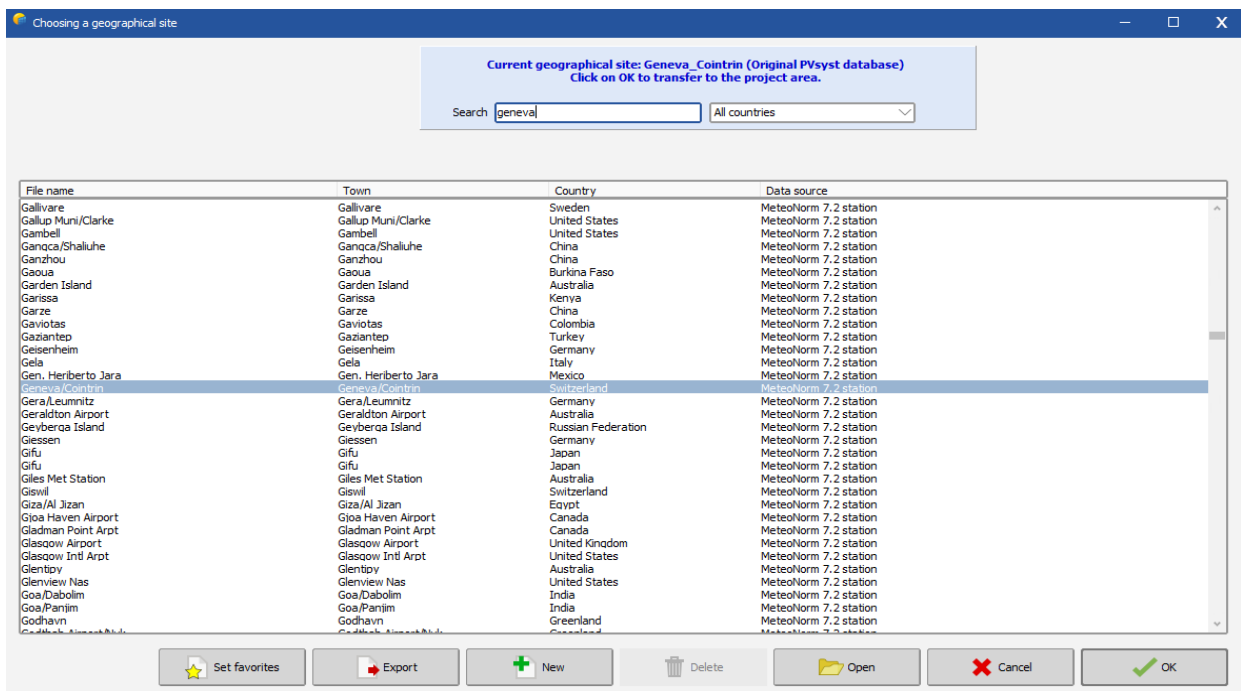 Choosing a geographical site
Current geographical site: Geneva_Cointrin (Original PVsyst database)
Click on OK to transfer to the project area.
Search geneva All countries
File name Town Country Data source
Gallivare Gallivare Sweden MeteoNorm 7.2 station
Gallup Muni/Clarke Gallup Muni/Clarke United States MeteoNorm 7.2 station
Gambell Gambell United States MeteoNorm 7.2 station
Gangca/Shaliuhe Gangca/Shaliuhe China MeteoNorm 7.2 station
Ganzhou Ganzhou China MeteoNorm 7.2 station
Gaoua Gaoua Burkina Faso MeteoNorm 7.2 station
Garden Island Garden Island Australia MeteoNorm 7.2 station
Garissa Garissa Kenya MeteoNorm 7.2 station
Garze Garze China MeteoNorm 7.2 station
Gaviotas Gaviotas Colombia MeteoNorm 7.2 station
Gaziantep Gaziantep Turkey MeteoNorm 7.2 station
Geisenheim Geisenheim Germany MeteoNorm 7.2 station
Gela Gela Italy MeteoNorm 7.2 station
Gen. Heriberto Jara Gen. Heriberto Jara Mexico MeteoNorm 7.2 station
Geneva/Cointrin Geneva/Cointrin Switzerland MeteoNorm 7.2 station
Gera/Leumnitz Gera/Leumnitz Germany MeteoNorm 7.2 station
Geraldton Airport Geraldton Airport Australia MeteoNorm 7.2 station
Geyberga Island Geyberga Island Russian Federation MeteoNorm 7.2 station
Giessen Giessen Germany MeteoNorm 7.2 station
Gifu Gifu Japan MeteoNorm 7.2 station
Gifu Gifu Japan MeteoNorm 7.2 station
Giles Met Station Giles Met Station Australia MeteoNorm 7.2 station
Giswil Giswil Switzerland MeteoNorm 7.2 station
Giza/Al Jizan Giza/Al Jizan Egypt MeteoNorm 7.2 station
Gjoa Haven Airport Gjoa Haven Airport Canada MeteoNorm 7.2 station
Gladman Point Arpt Gladman Point Arpt Canada MeteoNorm 7.2 station
Glasgow Airport Glasgow Airport United Kingdom MeteoNorm 7.2 station
Glasgow Intl Arpt Glasgow Intl Arpt United States MeteoNorm 7.2 station
Glentipy Glentipy Australia MeteoNorm 7.2 station
Glenview Nas Glenview Nas United States MeteoNorm 7.2 station
Goa/Dabolim Goa/Dabolim India MeteoNorm 7.2 station
Goa/Panjim Goa/Panjim India MeteoNorm 7.2 station
Godhavn Godhavn Greenland MeteoNorm 7.2 station
Set favorites Export New Delete Open Cancel OK